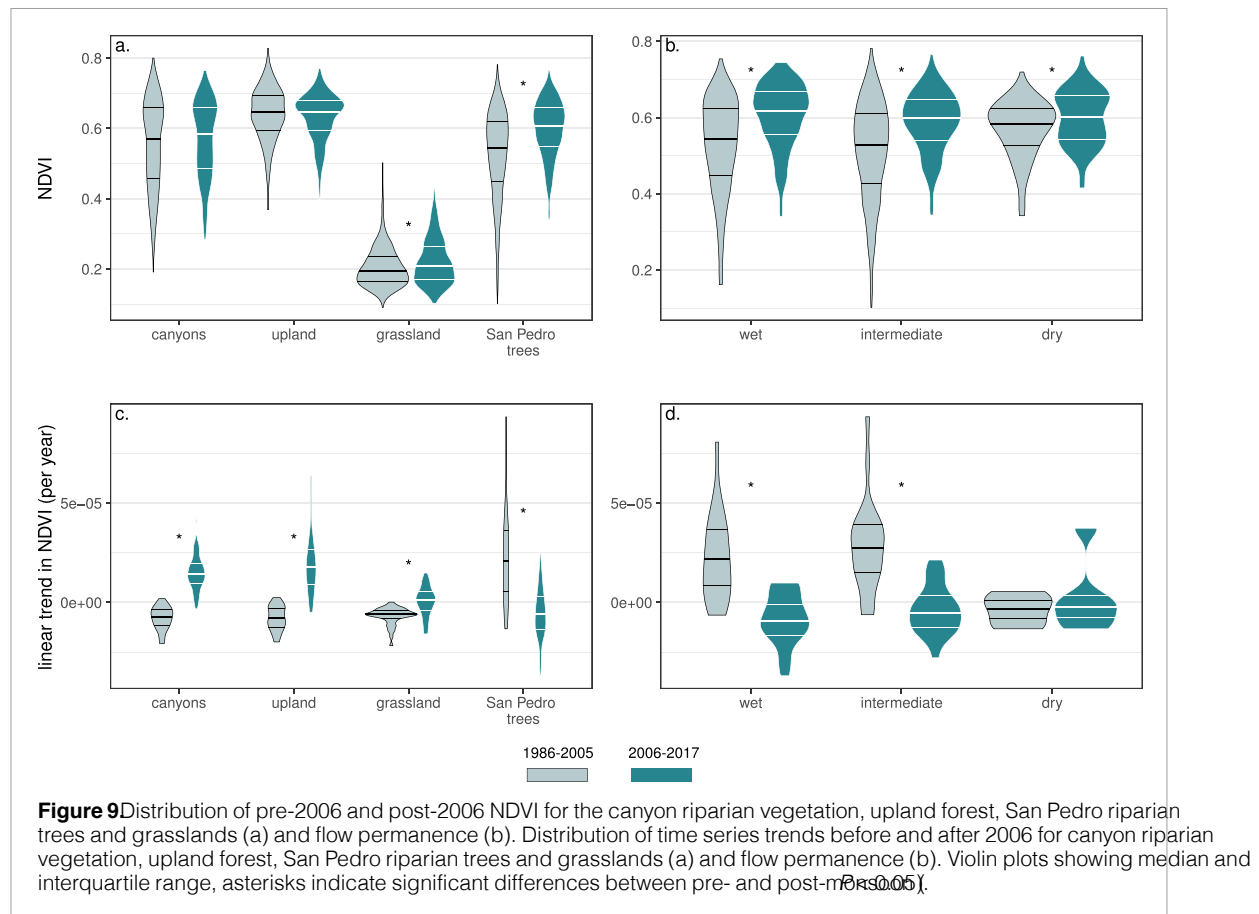 a.
NDVI
0.8
0.6
0.4
0.2
canyons upland grassland San Pedro
trees
* *
b.
0.8
0.6
0.4
0.2
wet intermediate dry
* * *
c.
linear trend in NDVI (per year)
5e−05
0e+00
canyons upland grassland San Pedro
trees
* * * *
d.
5e−05
0e+00
wet intermediate dry
* *
1986-2005 2006-2017
Figure 9. Distribution of pre-2006 and post-2006 NDVI for the canyon riparian vegetation, upland forest, San Pedro riparian
trees and grasslands (a) and flow permanence (b). Distribution of time series trends before and after 2006 for canyon riparian
vegetation, upland forest, San Pedro riparian trees and grasslands (a) and flow permanence (b). Violin plots showing median and
interquartile range, asterisks indicate significant differences between pre- and post-monsoon (P < 0.05).